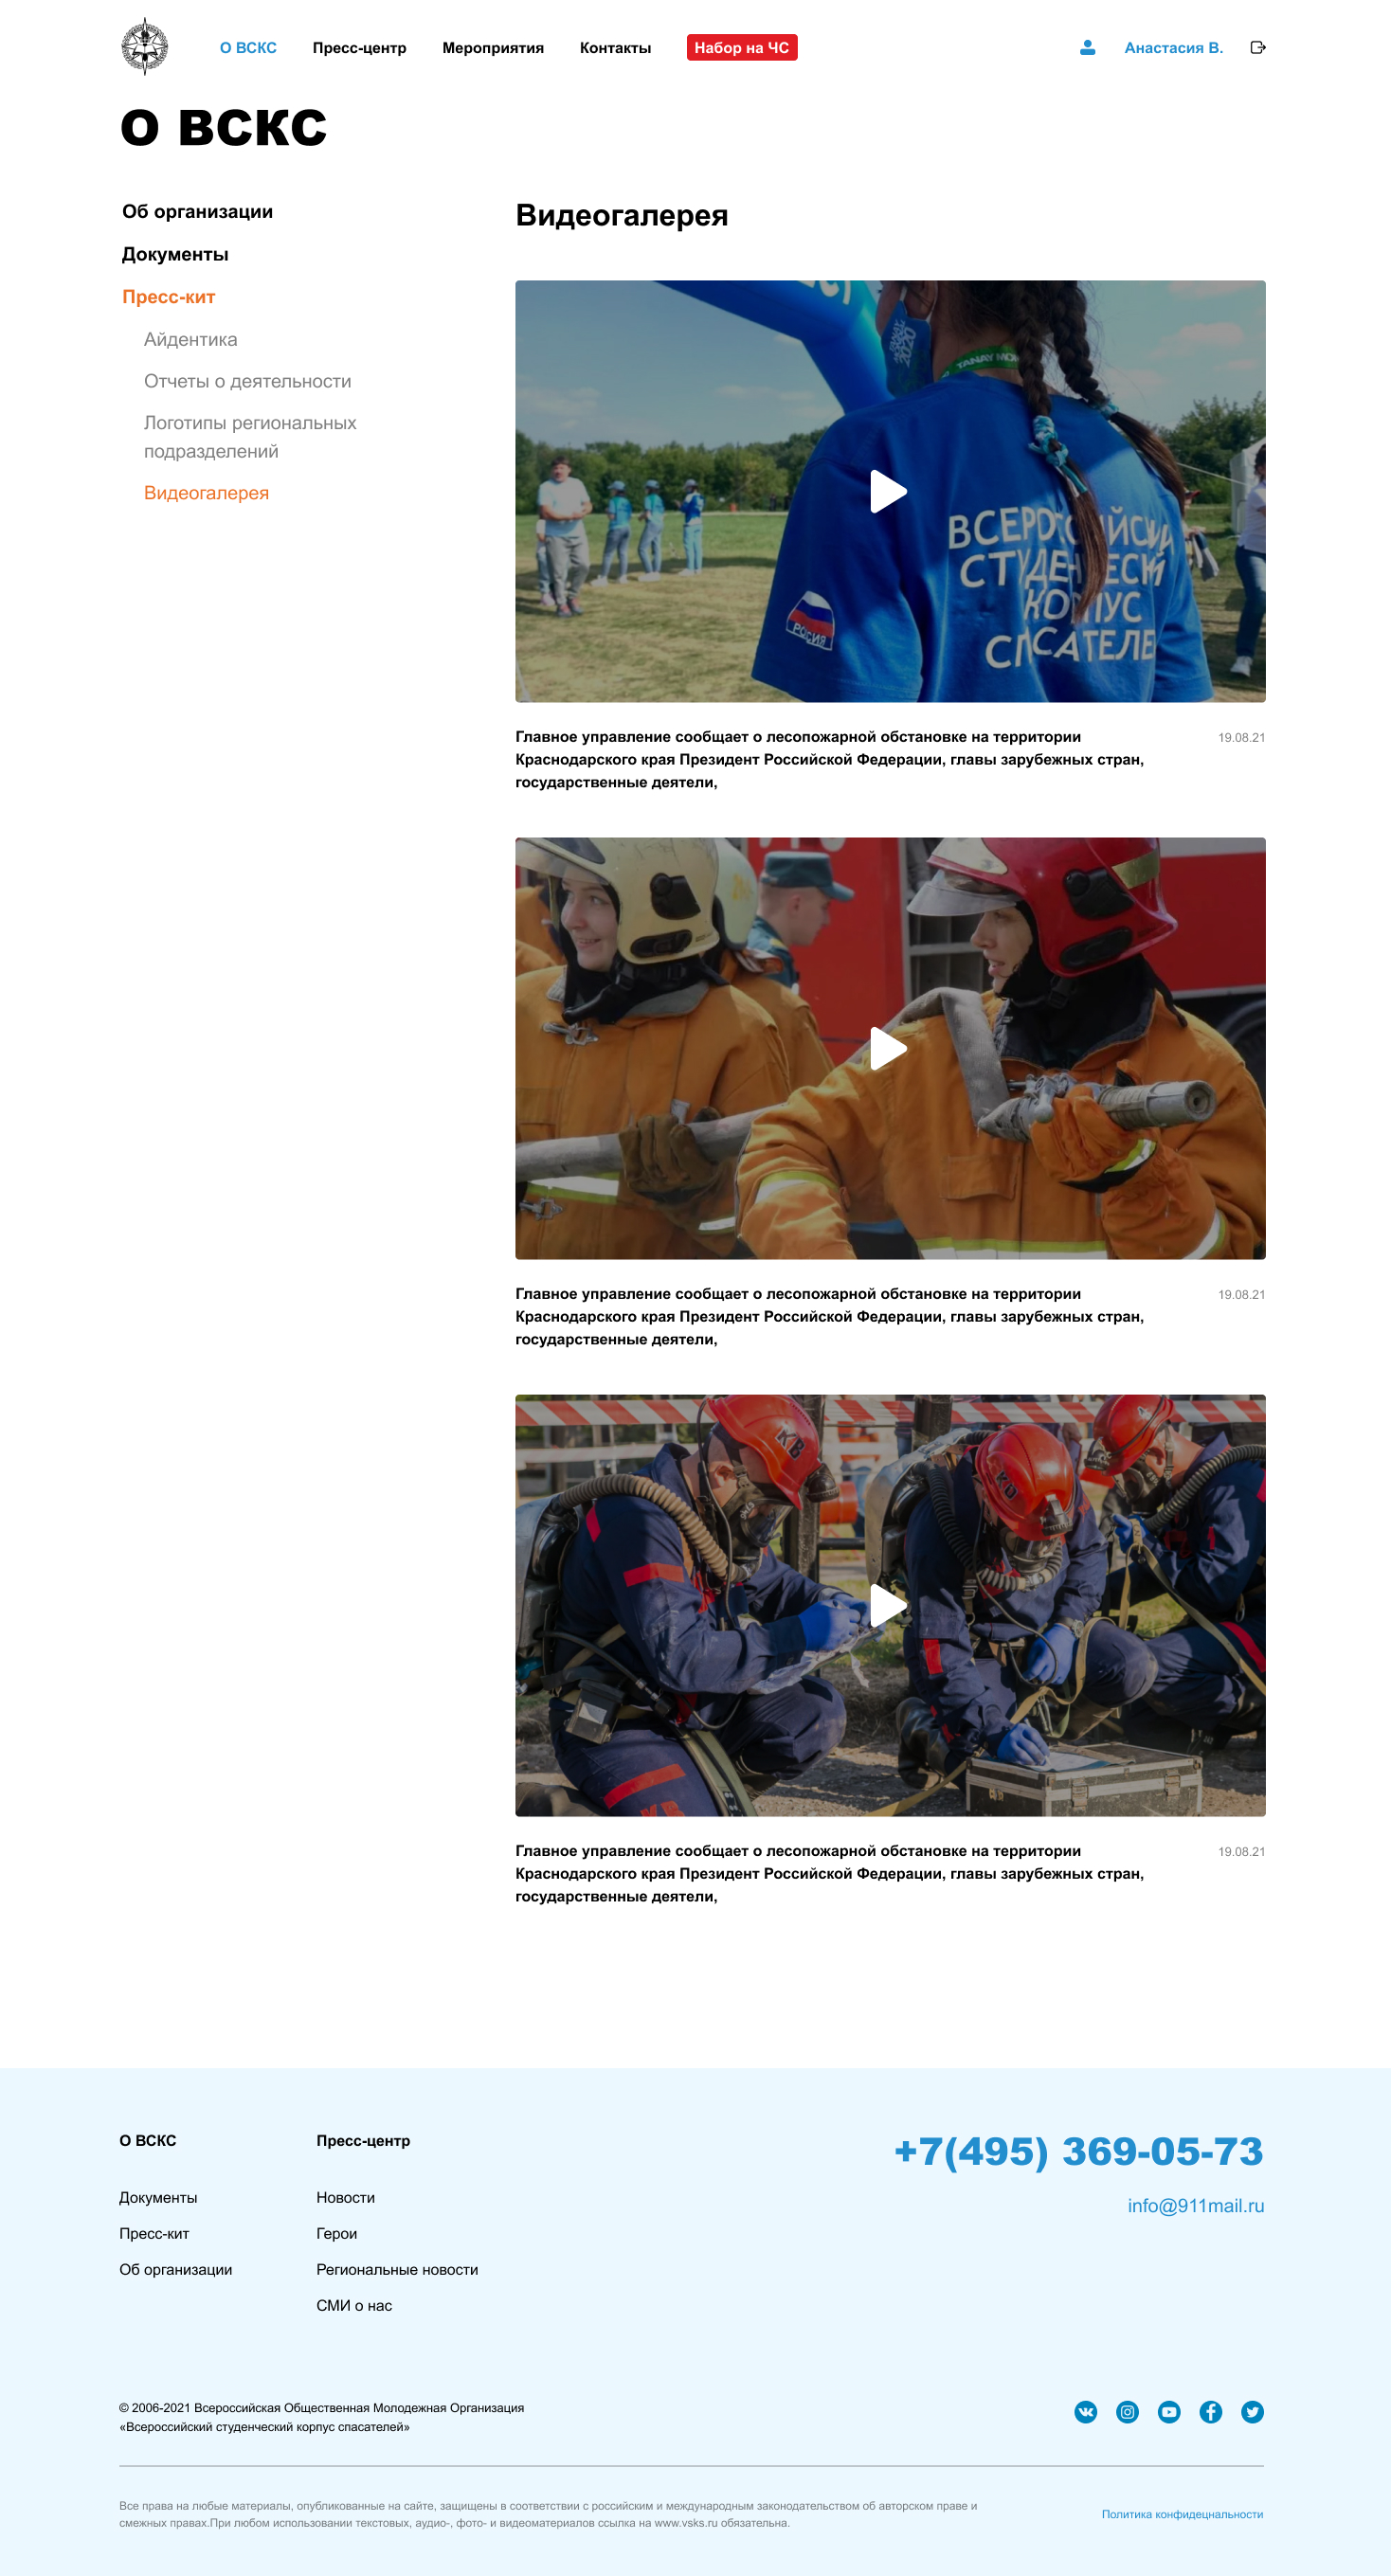 О ВСКС
Пресс-центр
Мероприятия
Контакты
Набор на ЧС
Анастасия В.
О ВСКС
Об организации
Документы
Пресс-кит
Айдентика
Отчеты о деятельности
Логотипы региональных
подразделений
Видеогалерея
Видеогалерея
TANAY
2020
РОССИЯ
КОРПУС
Главное управление сообщает о лесопожарной обстановке на территории
Краснодарского края Президент Российской Федерации, главы зарубежных стран,
государственные деятели,
19.08.21
Главное управление сообщает о лесопожарной обстановке на территории
Краснодарского края Президент Российской Федерации, главы зарубежных стран,
государственные деятели,
19.08.21
КВ
КО
Главное управление сообщает о лесопожарной обстановке на территории
Краснодарского края Президент Российской Федерации, главы зарубежных стран,
государственные деятели,
19.08.21
О ВСКС
Документы
Пресс-кит
Об организации
Пресс-центр
Новости
Герои
Региональные новости
СМИ о нас
+7(495) 369-05-73
info@911mail.ru
© 2006-2021 Всероссийская Общественная Молодежная Организация
«Всероссийский студенческий корпус спасателей»
Все права на любые материалы, опубликованные на сайте, защищены в соответствии с российским и международным законодательством об авторском праве и
смежных правах.При любом использовании текстовых, аудио-, фото- и видеоматериалов ссылка на www.vsks.ru обязательна.
Политика конфидецнальности